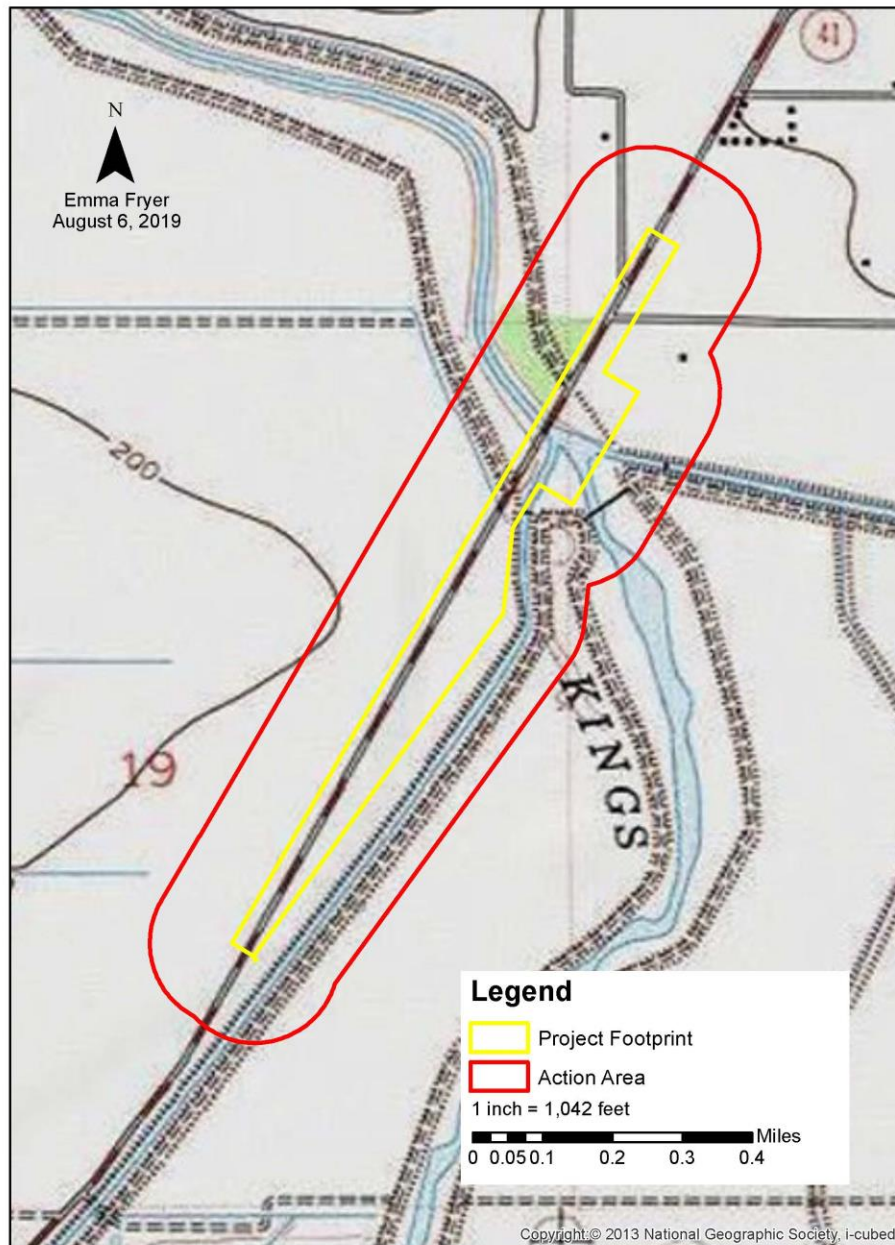 41
N
Emma Fryer
August 6, 2019
200
19
KINGS
Legend
Project Footprint
Action Area
1 inch = 1,042 feet
Miles
0 0.05 0.1 0.2 0.3 0.4
Copyright:© 2013 National Geographic Society, i-cubed